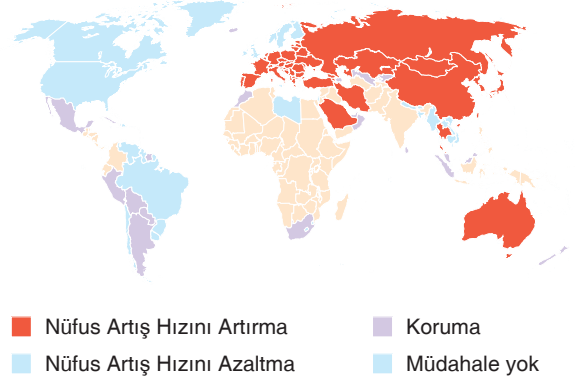 Nüfus Artış Hızını Artırma
Koruma
Nüfus Artış Hızını Azaltma
Müdahale yok